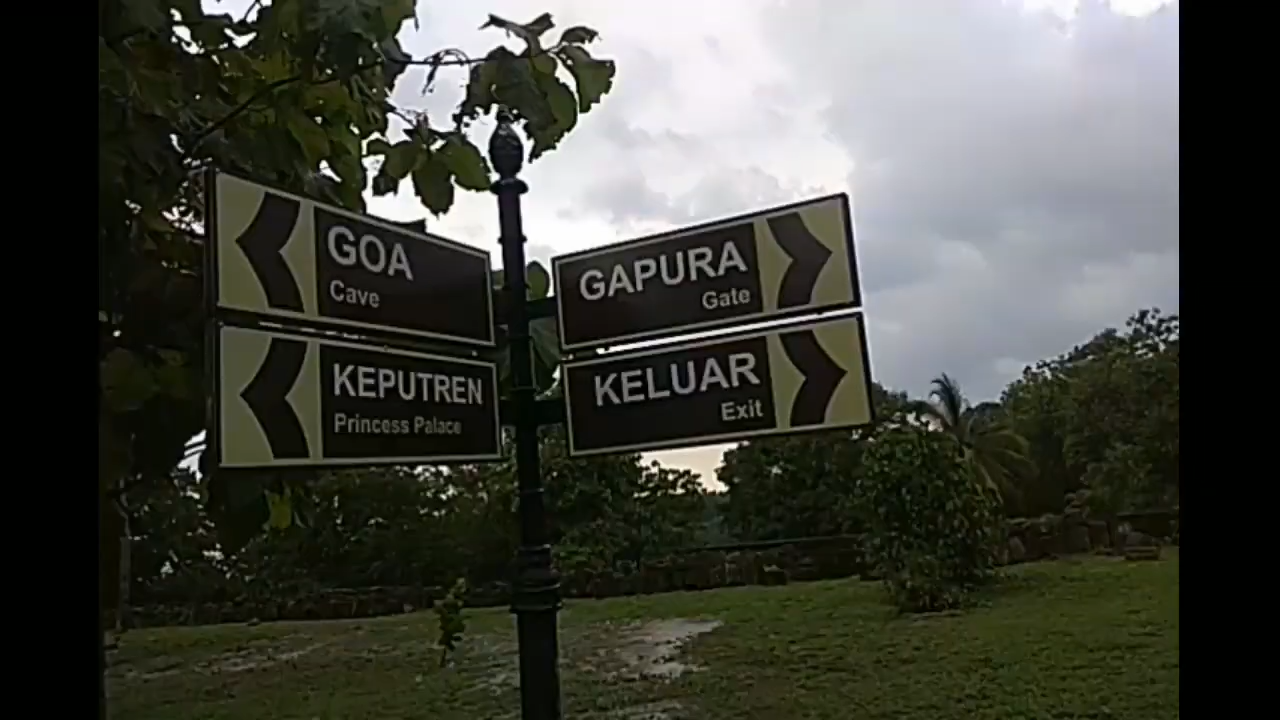 GOA
Cave
KEPUTREN
Princess Palace
GAPURA
Gate
KELUAR
Exit